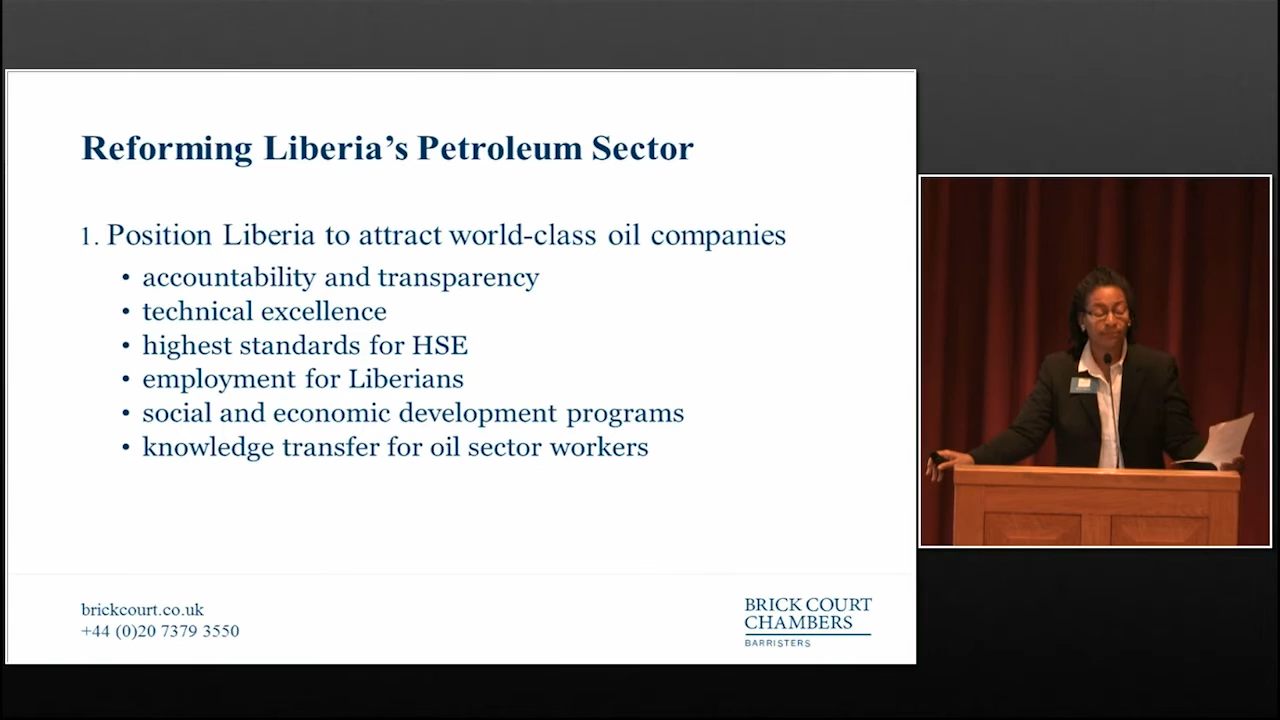 Reforming Liberia's Petroleum Sector
1. Position Liberia to attract world-class oil companies
• accountability and transparency
• technical excellence
• highest standards for HSE
• employment for Liberians
• social and economic development programs
• knowledge transfer for oil sector workers
brickcourt.co.uk
+44 (0)20 7379 3550
BRICK COURT
CHAMBERS
BARRISTERS